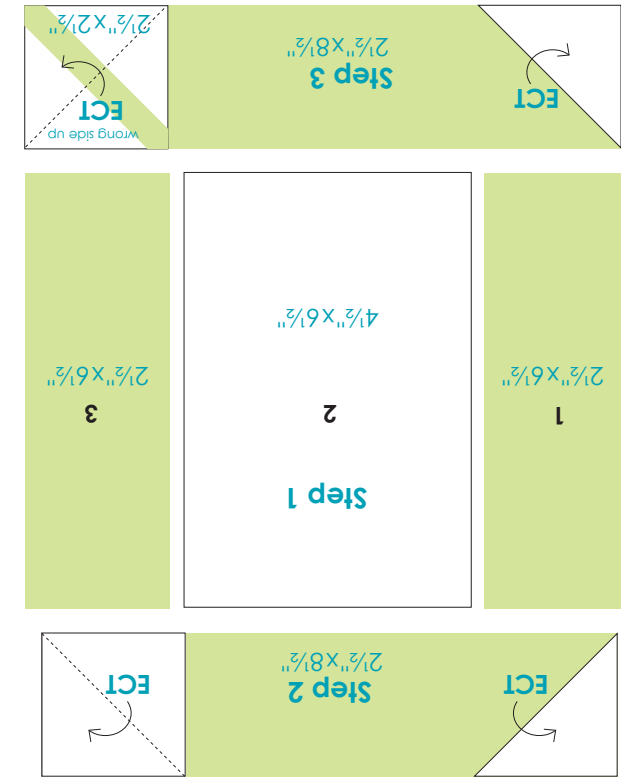 ECT
Step 2
2½"x8½"
ECT
1
2½"x6½"
Step 1
2
4½"x6½"
3
2½"x6½"
ECT
Step 3
2½"x8½"
wrong side up
ECT
2½"x2½"